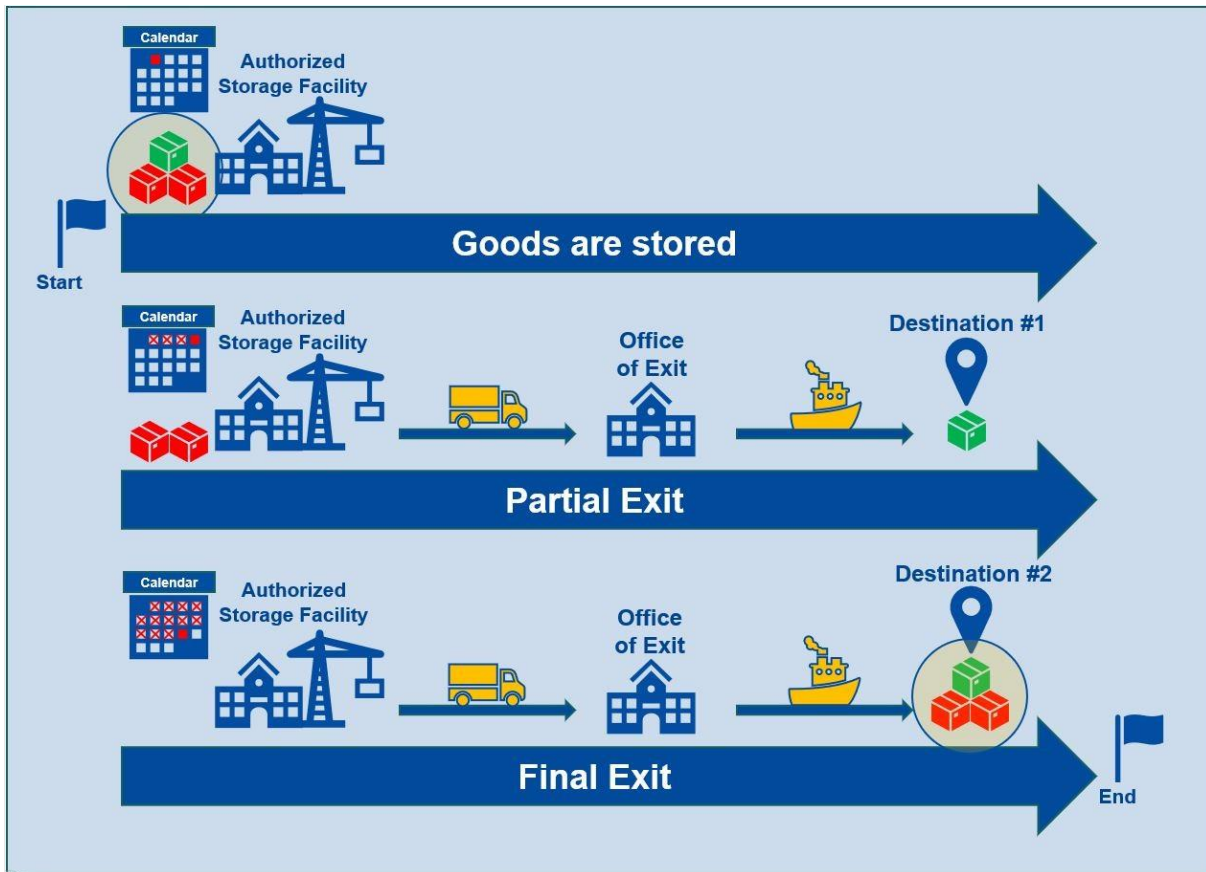 Calendar
Authorized
Storage Facility
Start
Goods are stored
Calendar
Authorized
Storage Facility
Office
of Exit
Destination #1
Partial Exit
Calendar
Authorized
Storage Facility
Office
of Exit
Destination #2
Final Exit
End